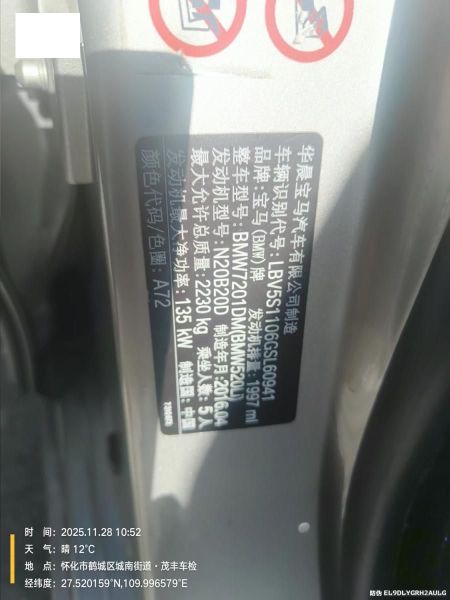 华晨宝马汽车有限公司制造
车辆识别代号: LBV5S1106GSL60941
品牌: 宝马(BMW)牌 发动机排量: 1997 ml
整车型号: BMW7201DM(BMW520Li)
发动机型号: N20B20D 制造年月: 2016.04
最大允许总质量: 2230 kg 乘坐人数: 5人
发动机最大净功率: 135 kW 制造国: 中国
颜色代码/色圈: A72
时 间: 2025.11.28 10:52
天 气: 晴 12°C
地 点: 怀化市鹤城区城南街道·茂丰车检
经纬度: 27.520159°N,109.996579°E
防伪 EL9DLYGRH2AULG